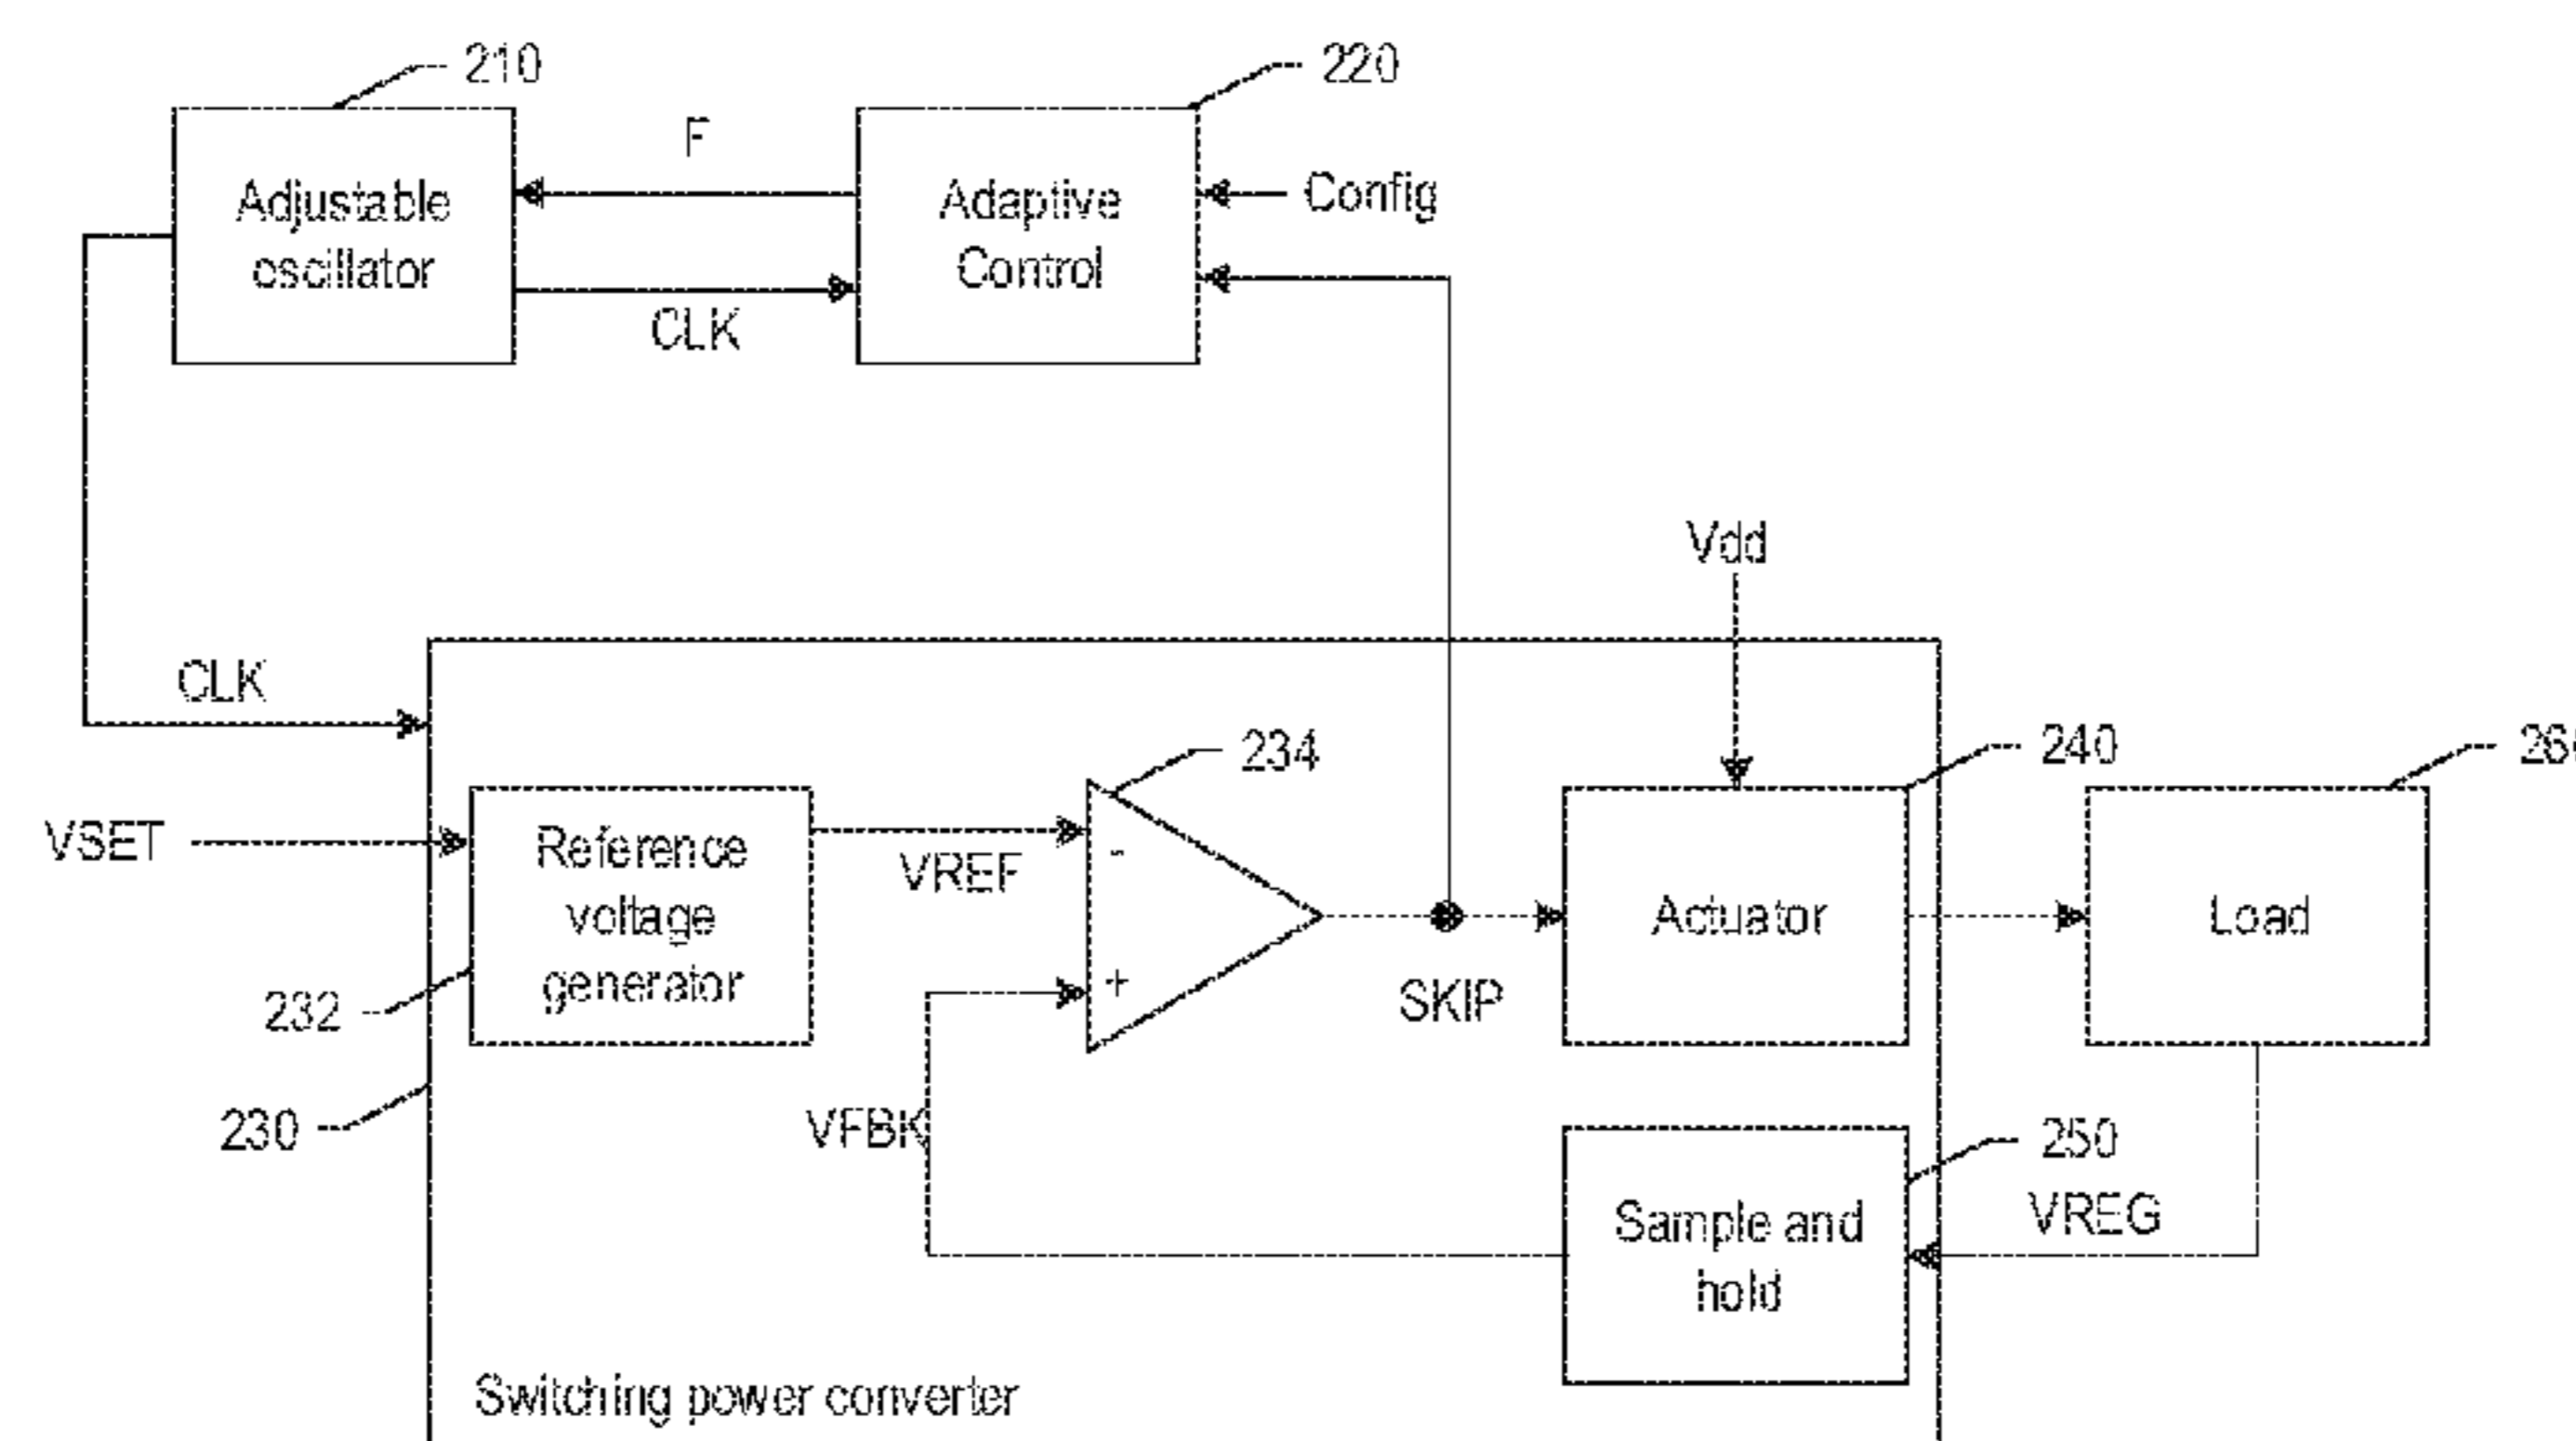 210
220
F
Adjustable
oscillator
Adaptive
Control
Config
CLK
Vdd
CLK
234
240
VSET
Reference
voltage
generator
VREF
-
+
Actuator
Load
232
SKIP
230
VFBK
250
Sample and
hold
VREG
Switching power converter